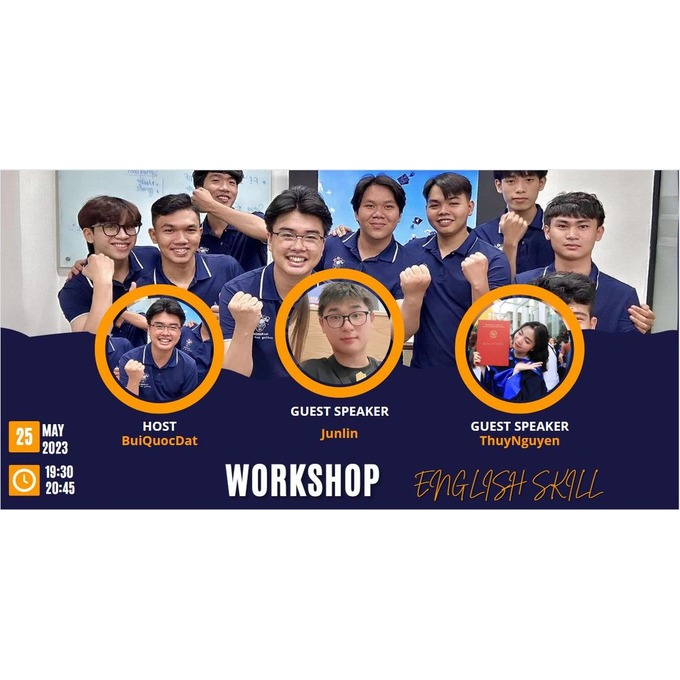 HOST
BuiQuocDat
GUEST SPEAKER
Junlin
GUEST SPEAKER
ThuyNguyen
25
MAY
2023
19:30
20:45
WORKSHOP
ENGLISH SKILL